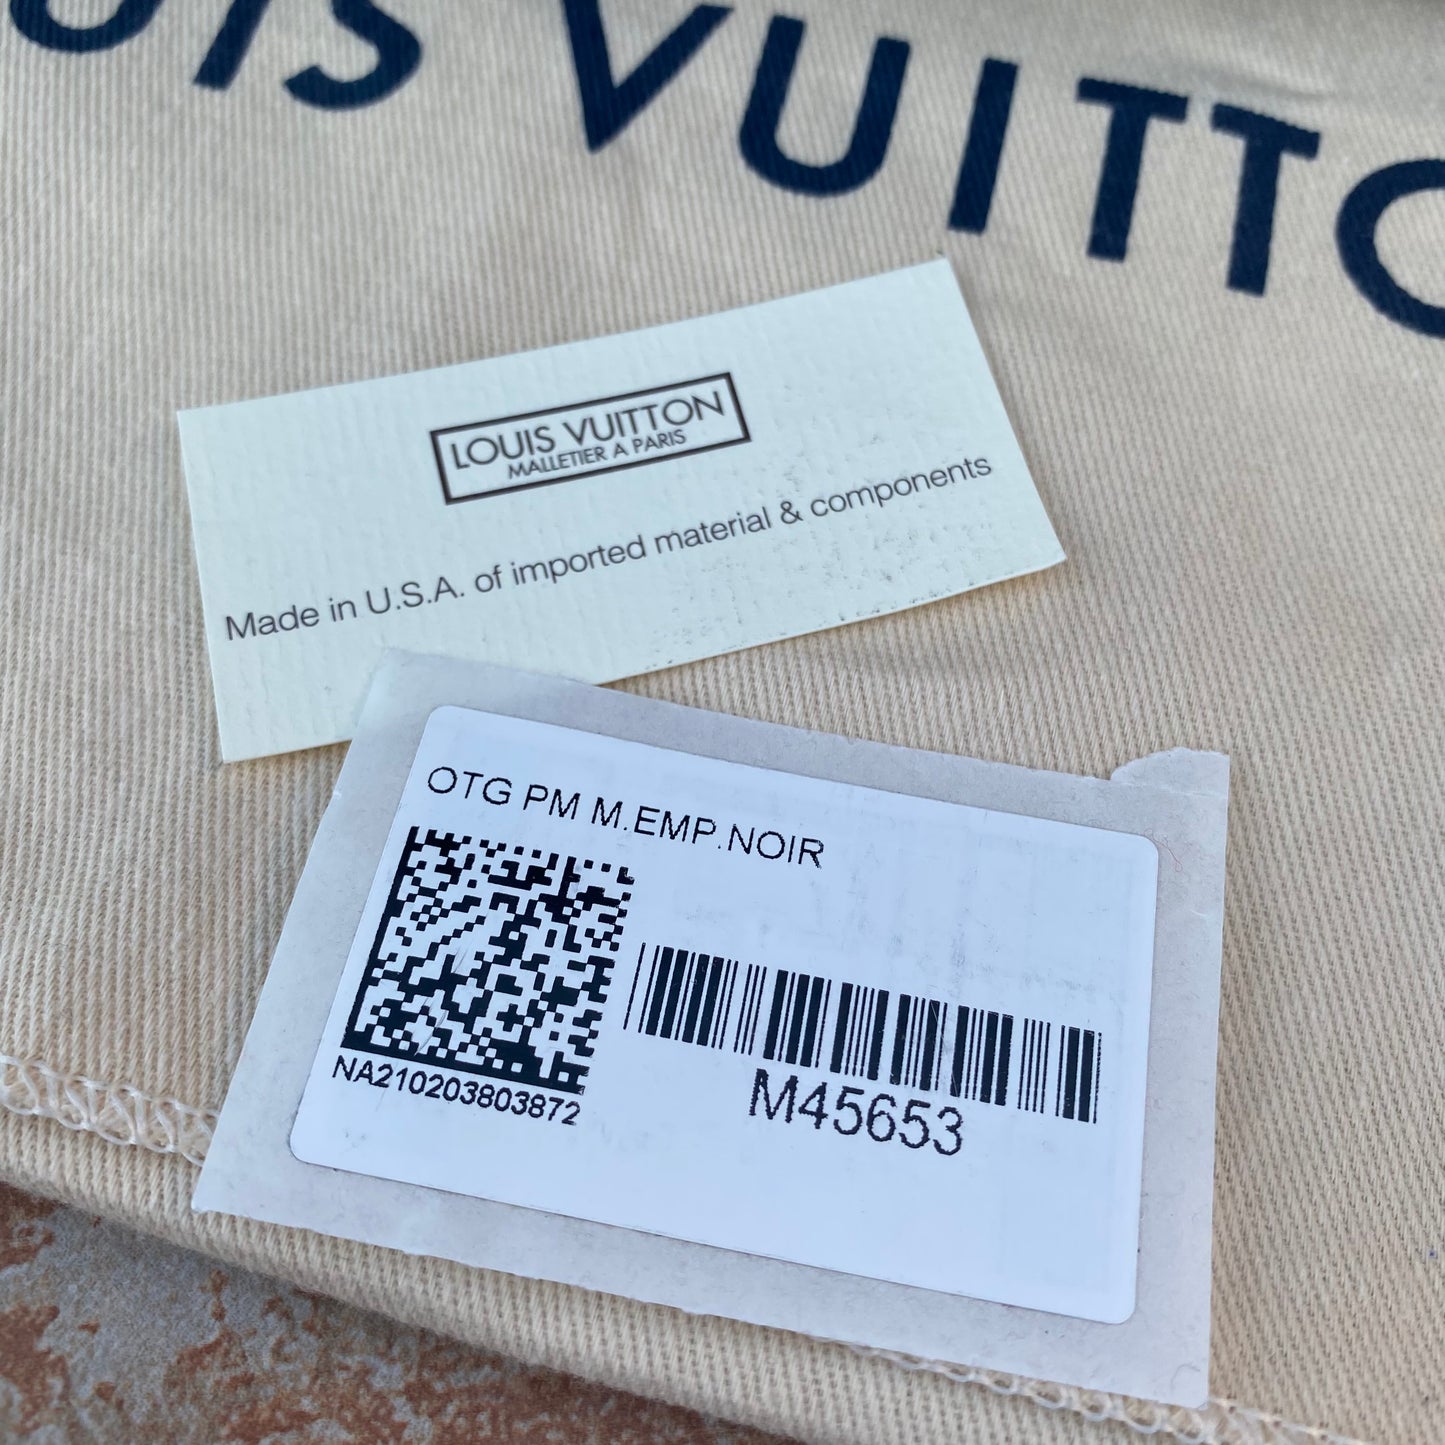 UIS VUITTO
LOUIS VUITTON
MALLETIER A PARIS
Made in U.S.A. of imported material & components
OTG PM M.EMP.NOIR
NA210203803872
M45653